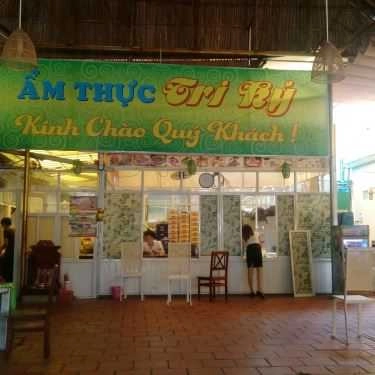 ẨM THỰC Tri Kỷ
Kính Chào Quý Khách !